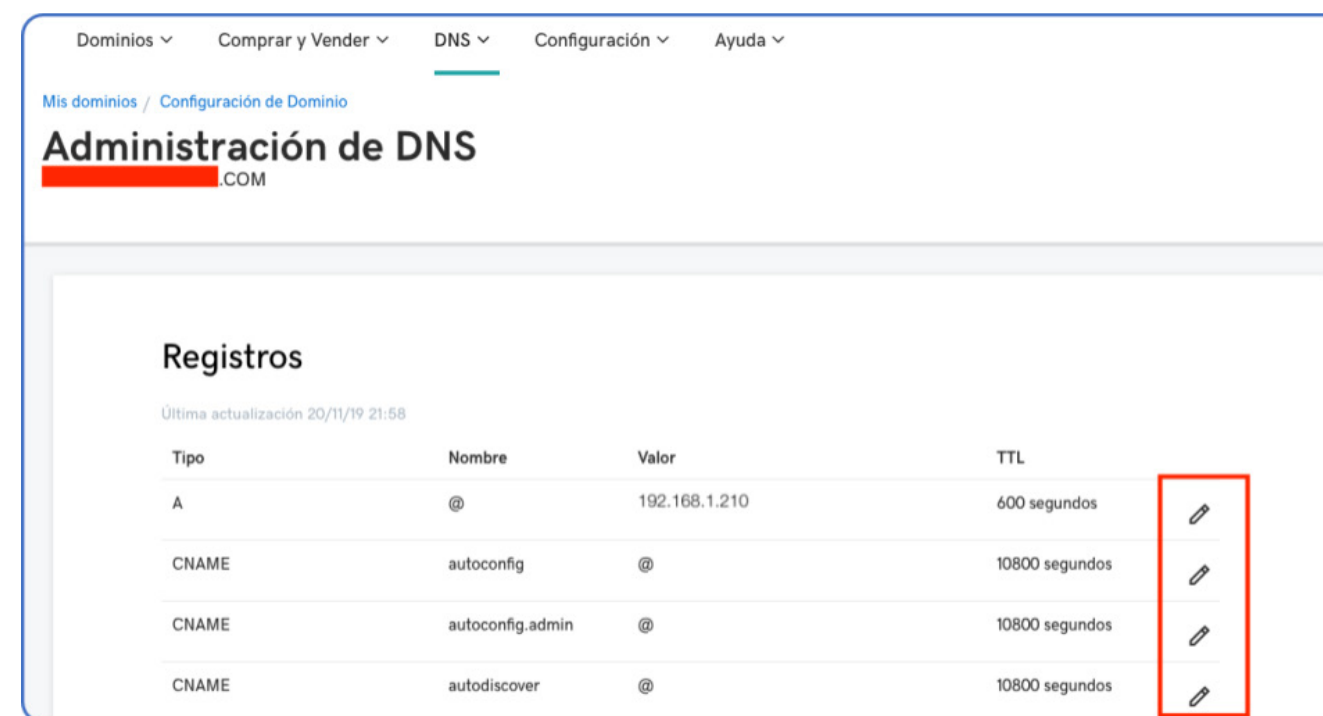 Dominios Comprar y Vender DNS Configuración Ayuda
Mis dominios / Configuración de Dominio
Administración de DNS
.COM
Registros
Última actualización 20/11/19 21:58
Tipo Nombre Valor TTL
A @ 192.168.1.210 600 segundos
CNAME autoconfig @ 10800 segundos
CNAME autoconfig.admin @ 10800 segundos
CNAME autodiscover @ 10800 segundos